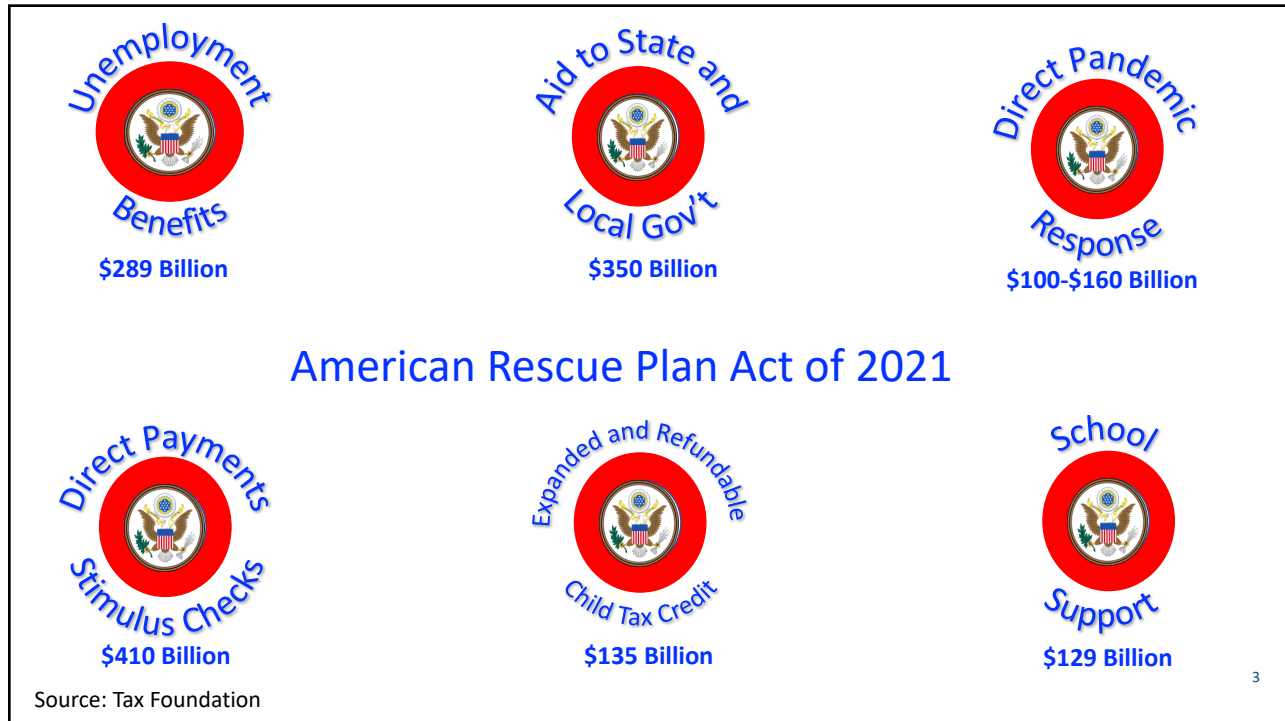 Unemployment
Benefits
$289 Billion
Aid to State and
Local Gov't
$350 Billion
Direct Pandemic
Response
$100-$160 Billion
American Rescue Plan Act of 2021
Direct Payments
Stimulus Checks
$410 Billion
Expanded and Refundable
Child Tax Credit
$135 Billion
School
Support
$129 Billion
Source: Tax Foundation
3